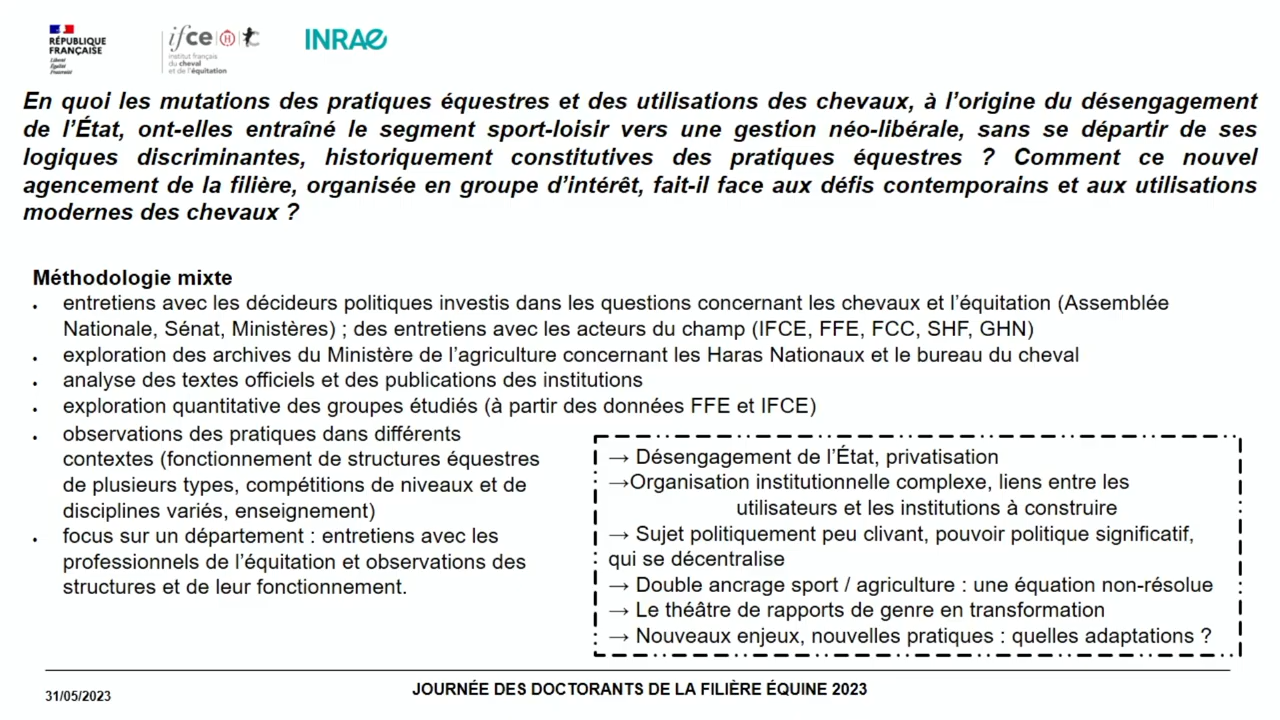 RÉPUBLIQUE
FRANÇAISE
Liberté
Égalité
Fraternité
ifce
institut français
du cheval
et de l'équitation
INRAE
En quoi les mutations des pratiques équestres et des utilisations des chevaux, à l'origine du désengagement
de l'État, ont-elles entraîné le segment sport-loisir vers une gestion néo-libérale, sans se départir de ses
logiques discriminantes, historiquement constitutives des pratiques équestres ? Comment ce nouvel
agencement de la filière, organisée en groupe d'intérêt, fait-il face aux défis contemporains et aux utilisations
modernes des chevaux ?
Méthodologie mixte
• entretiens avec les décideurs politiques investis dans les questions concernant les chevaux et l'équitation (Assemblée
Nationale, Sénat, Ministères) ; des entretiens avec les acteurs du champ (IFCE, FFE, FCC, SHF, GHN)
• exploration des archives du Ministère de l'agriculture concernant les Haras Nationaux et le bureau du cheval
• analyse des textes officiels et des publications des institutions
• exploration quantitative des groupes étudiés (à partir des données FFE et IFCE)
• observations des pratiques dans différents
contextes (fonctionnement de structures équestres
de plusieurs types, compétitions de niveaux et de
disciplines variés, enseignement)
• focus sur un département : entretiens avec les
professionnels de l'équitation et observations des
structures et de leur fonctionnement.
→ Désengagement de l'État, privatisation
→Organisation institutionnelle complexe, liens entre les
utilisateurs et les institutions à construire
→ Sujet politiquement peu clivant, pouvoir politique significatif,
qui se décentralise
→ Double ancrage sport / agriculture : une équation non-résolue
→ Le théâtre de rapports de genre en transformation
→ Nouveaux enjeux, nouvelles pratiques : quelles adaptations ?
31/05/2023
JOURNÉE DES DOCTORANTS DE LA FILIÈRE ÉQUINE 2023